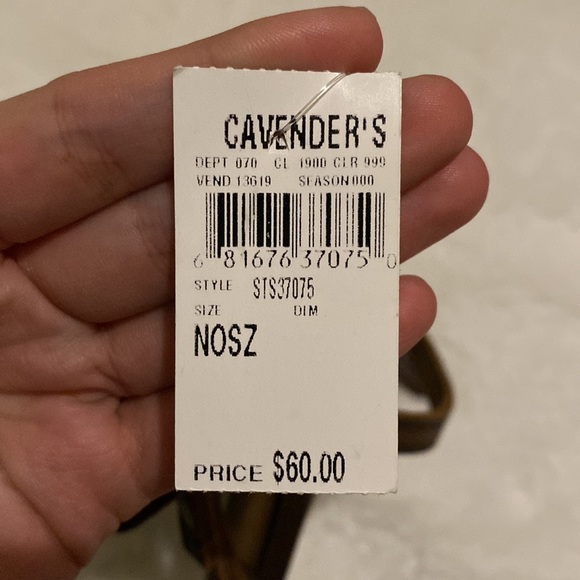 CAVENDER'S
DEPT 070 CL 1900 CLR 999
VEND 13619 SEASON 000
6 81676 37075 0
STYLE STS37075
SIZE DIM
NOSZ
PRICE $60.00